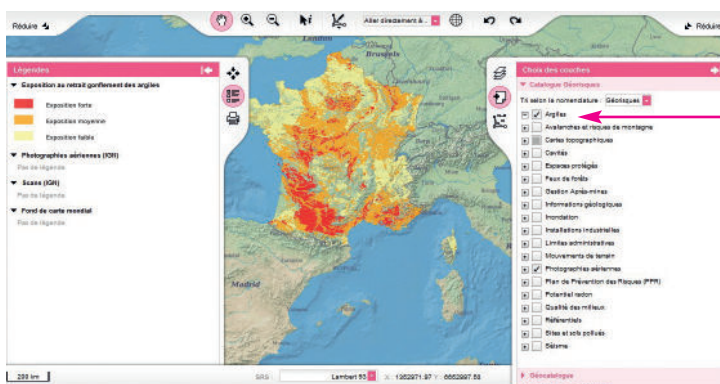 Réduire
Aller directement à...
Réduire
Légendes
Exposition au retrait gonflement des argiles
Exposition forte
Exposition moyenne
Exposition faible
Photographies aériennes (IGN)
Pas de légende
Scans (IGN)
Pas de légende
Fond de carte mondial
Pas de légende
London
Brussels
Madrid
Choix des couches
Catalogue Géorisques
Tri selon la nomenclature : Géorisques
Argiles
Avalanches et risques de montagne
Cartes topographiques
Cavités
Espaces protégés
Feux de forêts
Gestion Après-mines
Informations géologiques
Inondation
Installations industrielles
Limites administratives
Mouvements de terrain
Photographies aériennes
Plan de Prévention des Risques (PPR)
Potentiel radon
Qualité des milieux
Référentiels
Sites et sols pollués
Séisme
Géocatalogue
200 km
SRS : Lambert 93 X : 1352971.97 Y : 6652997.58